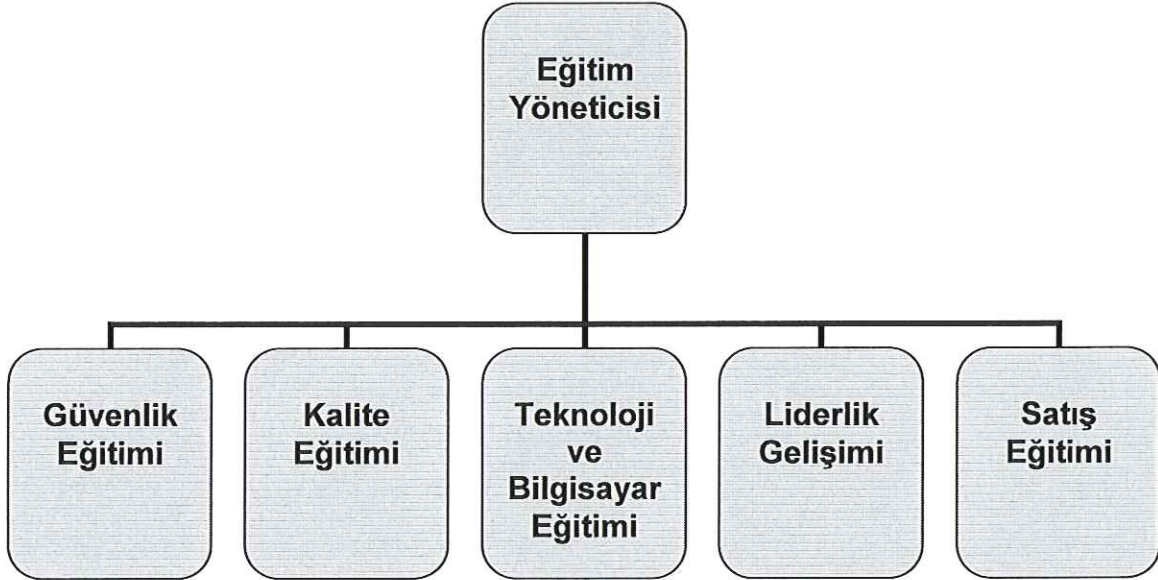 Eğitim
Yöneticisi
Güvenlik
Eğitimi
Kalite
Eğitimi
Teknoloji
ve
Bilgisayar
Eğitimi
Liderlik
Gelişimi
Satış
Eğitimi